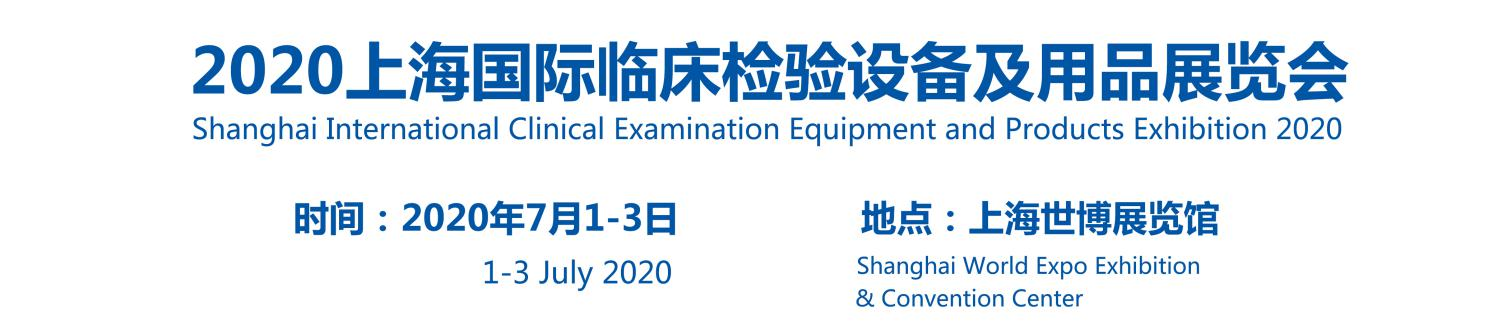 2020上海国际临床检验设备及用品展览会
Shanghai International Clinical Examination Equipment and Products Exhibition 2020
时间：2020年7月1-3日
1-3 July 2020
地点：上海世博展览馆
Shanghai World Expo Exhibition
& Convention Center